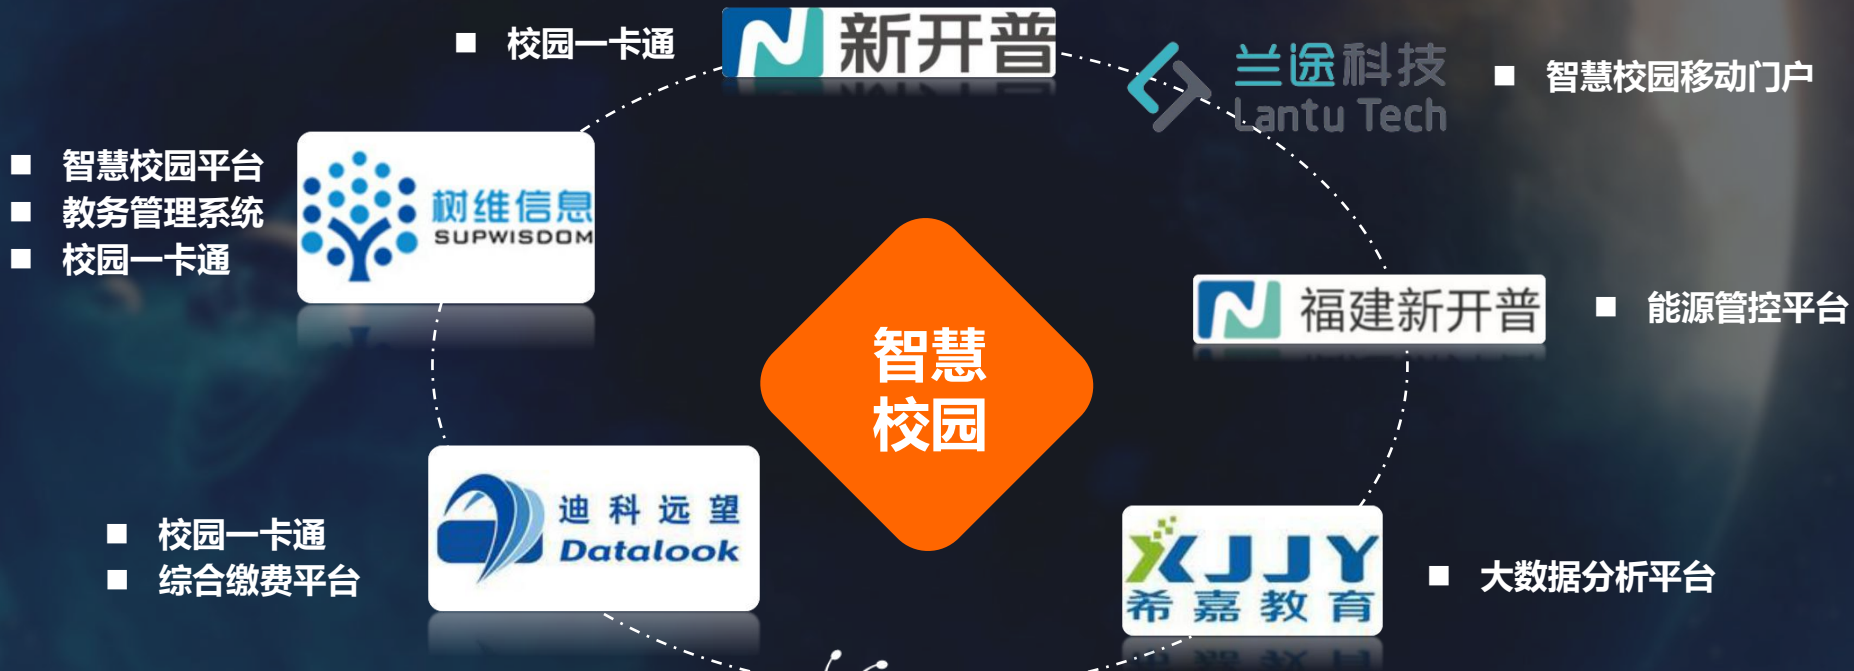 校园一卡通
新开普
兰途科技
Lantu Tech
智慧校园移动门户
智慧校园平台
教务管理系统
校园一卡通
树维信息
SUPWISDOM
福建新开普
能源管控平台
智慧
校园
校园一卡通
综合缴费平台
迪科远望
Datalook
XJJY
希嘉教育
大数据分析平台